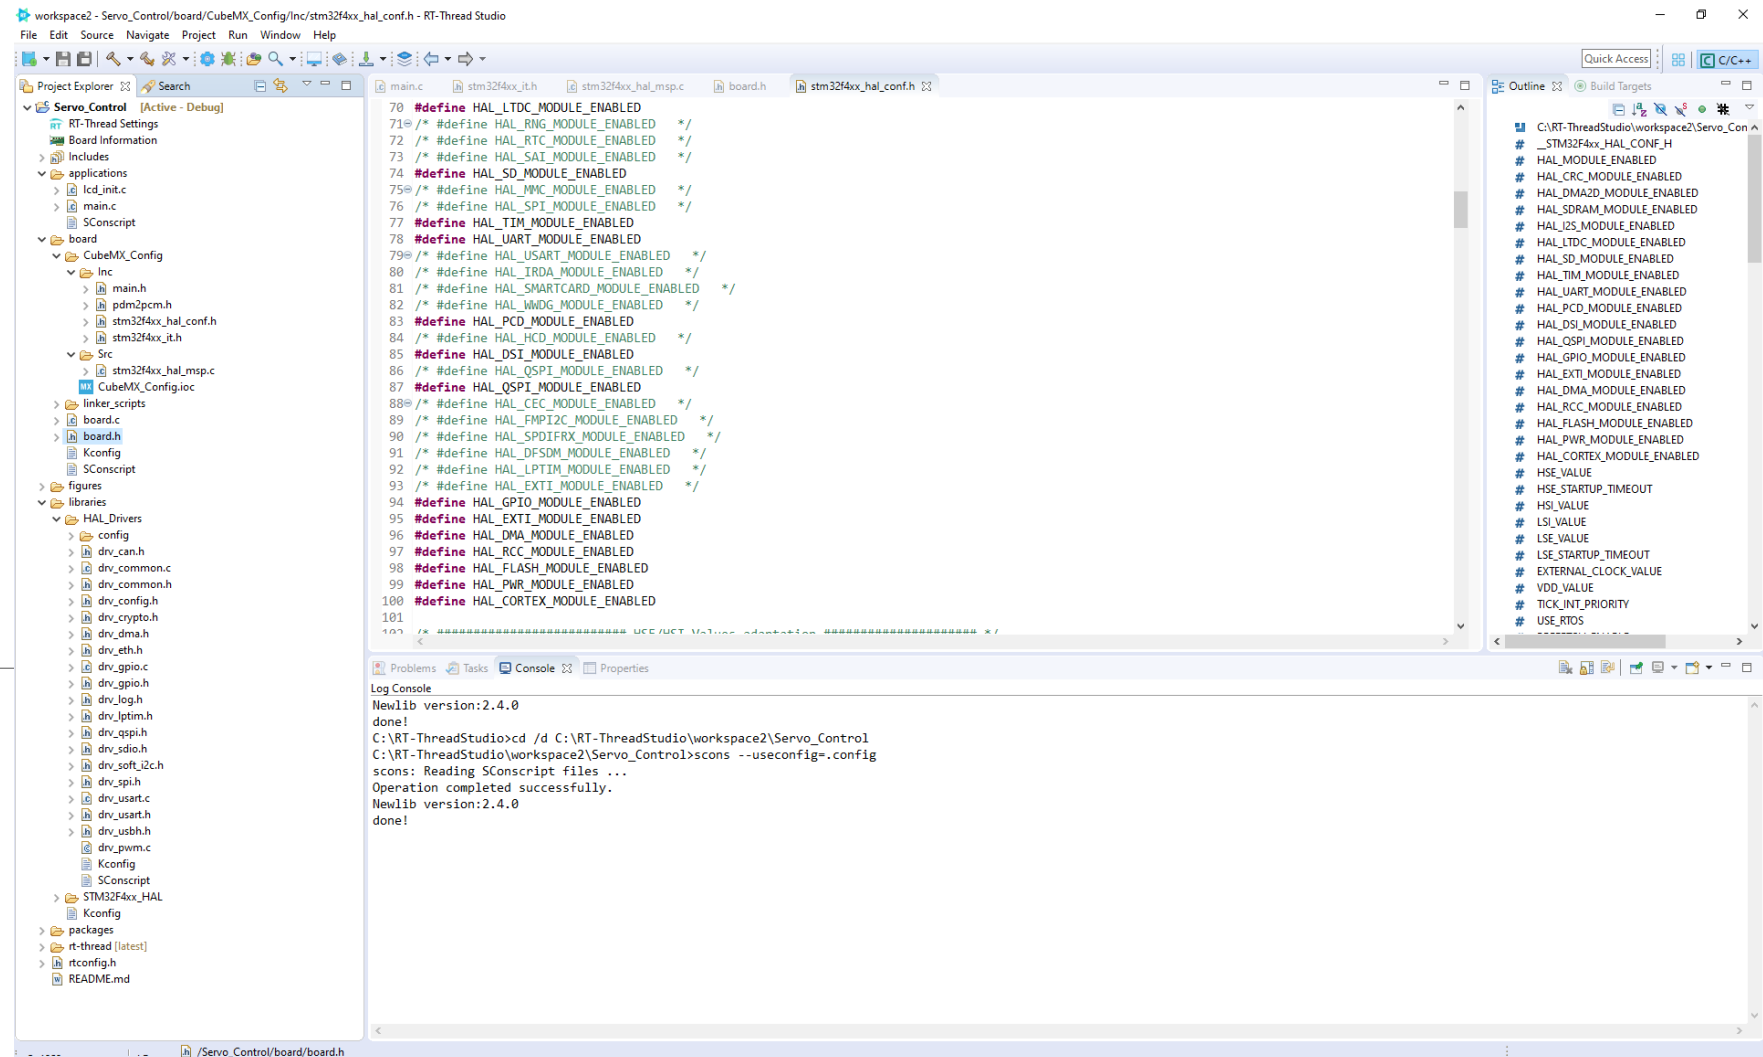 workspace2 - Servo_Control/board/CubeMX_Config/Inc/stm32f4xx_hal_conf.h - RT-Thread Studio
File Edit Source Navigate Project Run Window Help
Quick Access
C/C++
Project Explorer Search
Servo_Control [Active - Debug]
RT-Thread Settings
Board Information
Includes
applications
lcd_init.c
main.c
SConscript
board
CubeMX_Config
Inc
main.h
pdm2pcm.h
stm32f4xx_hal_conf.h
stm32f4xx_it.h
Src
stm32f4xx_hal_msp.c
CubeMX_Config.ioc
linker_scripts
board.c
board.h
Kconfig
SConscript
figures
libraries
HAL_Drivers
config
drv_can.h
drv_common.c
drv_common.h
drv_config.h
drv_crypto.h
drv_dma.h
drv_eth.h
drv_gpio.c
drv_gpio.h
drv_log.h
drv_lptim.h
drv_qspi.h
drv_sdio.h
drv_soft_i2c.h
drv_spi.h
drv_usart.c
drv_usart.h
drv_usbh.h
drv_pwm.c
Kconfig
SConscript
STM32F4xx_HAL
Kconfig
packages
rt-thread [latest]
rtconfig.h
README.md
main.c stm32f4xx_it.h stm32f4xx_hal_msp.c board.h stm32f4xx_hal_conf.h
70 #define HAL_LTDC_MODULE_ENABLED
71 /* #define HAL_RNG_MODULE_ENABLED */
72 /* #define HAL_RTC_MODULE_ENABLED */
73 /* #define HAL_SAI_MODULE_ENABLED */
74 #define HAL_SD_MODULE_ENABLED
75 /* #define HAL_MMC_MODULE_ENABLED */
76 /* #define HAL_SPI_MODULE_ENABLED */
77 #define HAL_TIM_MODULE_ENABLED
78 #define HAL_UART_MODULE_ENABLED
79 /* #define HAL_USART_MODULE_ENABLED */
80 /* #define HAL_IRDA_MODULE_ENABLED */
81 /* #define HAL_SMARTCARD_MODULE_ENABLED */
82 /* #define HAL_WWDG_MODULE_ENABLED */
83 #define HAL_PCD_MODULE_ENABLED
84 /* #define HAL_HCD_MODULE_ENABLED */
85 #define HAL_DSI_MODULE_ENABLED
86 /* #define HAL_QSPI_MODULE_ENABLED */
87 #define HAL_QSPI_MODULE_ENABLED
88 /* #define HAL_CEC_MODULE_ENABLED */
89 /* #define HAL_FMPI2C_MODULE_ENABLED */
90 /* #define HAL_SPDIFRX_MODULE_ENABLED */
91 /* #define HAL_DFSDM_MODULE_ENABLED */
92 /* #define HAL_LPTIM_MODULE_ENABLED */
93 /* #define HAL_EXTI_MODULE_ENABLED */
94 #define HAL_GPIO_MODULE_ENABLED
95 #define HAL_EXTI_MODULE_ENABLED
96 #define HAL_DMA_MODULE_ENABLED
97 #define HAL_RCC_MODULE_ENABLED
98 #define HAL_FLASH_MODULE_ENABLED
99 #define HAL_PWR_MODULE_ENABLED
100 #define HAL_CORTEX_MODULE_ENABLED
101
102 /* ########################## HSE/HSI Values adaptation ##################### */
Outline Build Targets
C:\RT-ThreadStudio\workspace2\Servo_Con
__STM32F4xx_HAL_CONF_H
HAL_MODULE_ENABLED
HAL_CRC_MODULE_ENABLED
HAL_DMA2D_MODULE_ENABLED
HAL_SDRAM_MODULE_ENABLED
HAL_I2S_MODULE_ENABLED
HAL_LTDC_MODULE_ENABLED
HAL_SD_MODULE_ENABLED
HAL_TIM_MODULE_ENABLED
HAL_UART_MODULE_ENABLED
HAL_PCD_MODULE_ENABLED
HAL_DSI_MODULE_ENABLED
HAL_QSPI_MODULE_ENABLED
HAL_GPIO_MODULE_ENABLED
HAL_EXTI_MODULE_ENABLED
HAL_DMA_MODULE_ENABLED
HAL_RCC_MODULE_ENABLED
HAL_FLASH_MODULE_ENABLED
HAL_PWR_MODULE_ENABLED
HAL_CORTEX_MODULE_ENABLED
HSE_VALUE
HSE_STARTUP_TIMEOUT
HSI_VALUE
LSI_VALUE
LSE_VALUE
LSE_STARTUP_TIMEOUT
EXTERNAL_CLOCK_VALUE
VDD_VALUE
TICK_INT_PRIORITY
USE_RTOS
Problems Tasks Console Properties
Log Console
Newlib version:2.4.0
done!
C:\RT-ThreadStudio>cd /d C:\RT-ThreadStudio\workspace2\Servo_Control
C:\RT-ThreadStudio\workspace2\Servo_Control>scons --useconfig=.config
scons: Reading SConscript files ...
Operation completed successfully.
Newlib version:2.4.0
done!
/Servo_Control/board/board.h